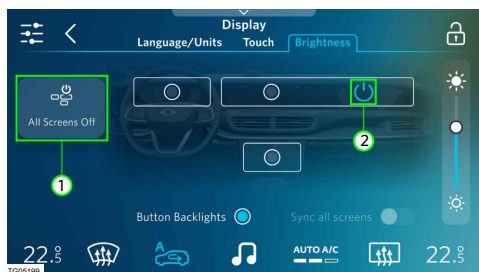 Display
Language/Units Touch Brightness
All Screens Off
1
2
Button Backlights Sync all screens
A
22.5 AUTO A/C 22.5
TG05199